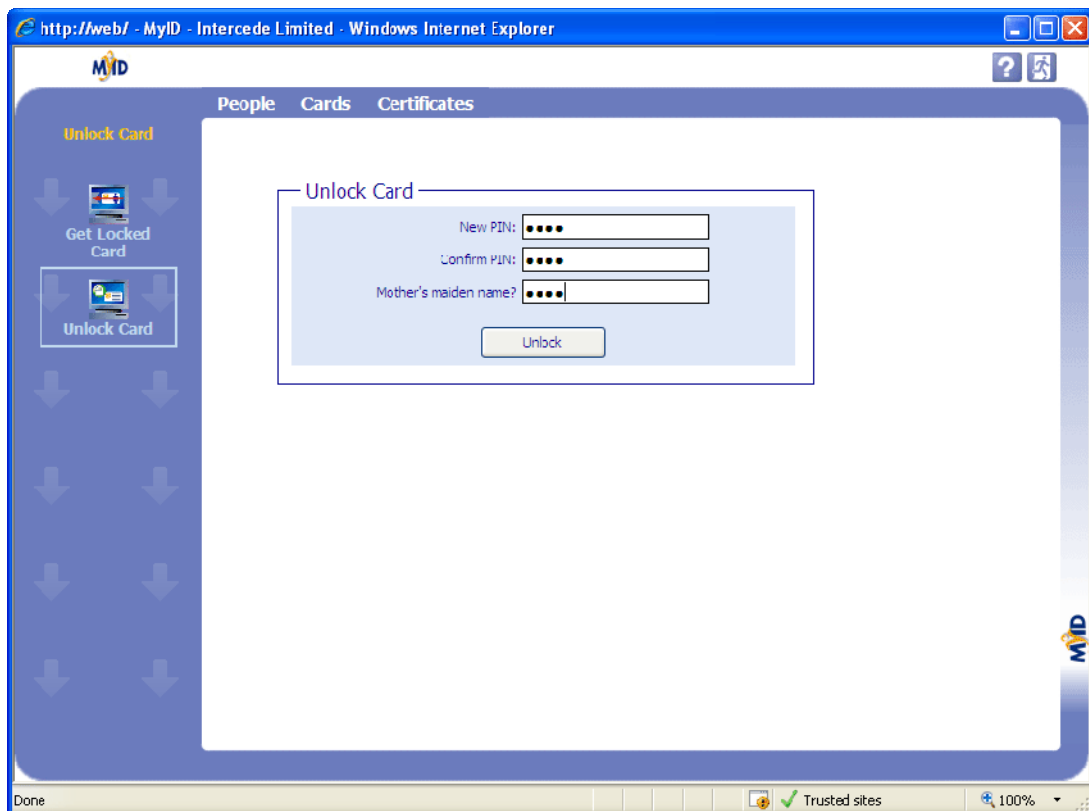 http://web/ - MyID - Intercede Limited - Windows Internet Explorer
MyID
?
People Cards Certificates
Unlock Card
Get Locked
Card
Unlock Card
Unlock Card
New PIN: ●●●●
Confirm PIN: ●●●●
Mother's maiden name? ●●●●
Unlock
MyID
Done
Trusted sites
100%